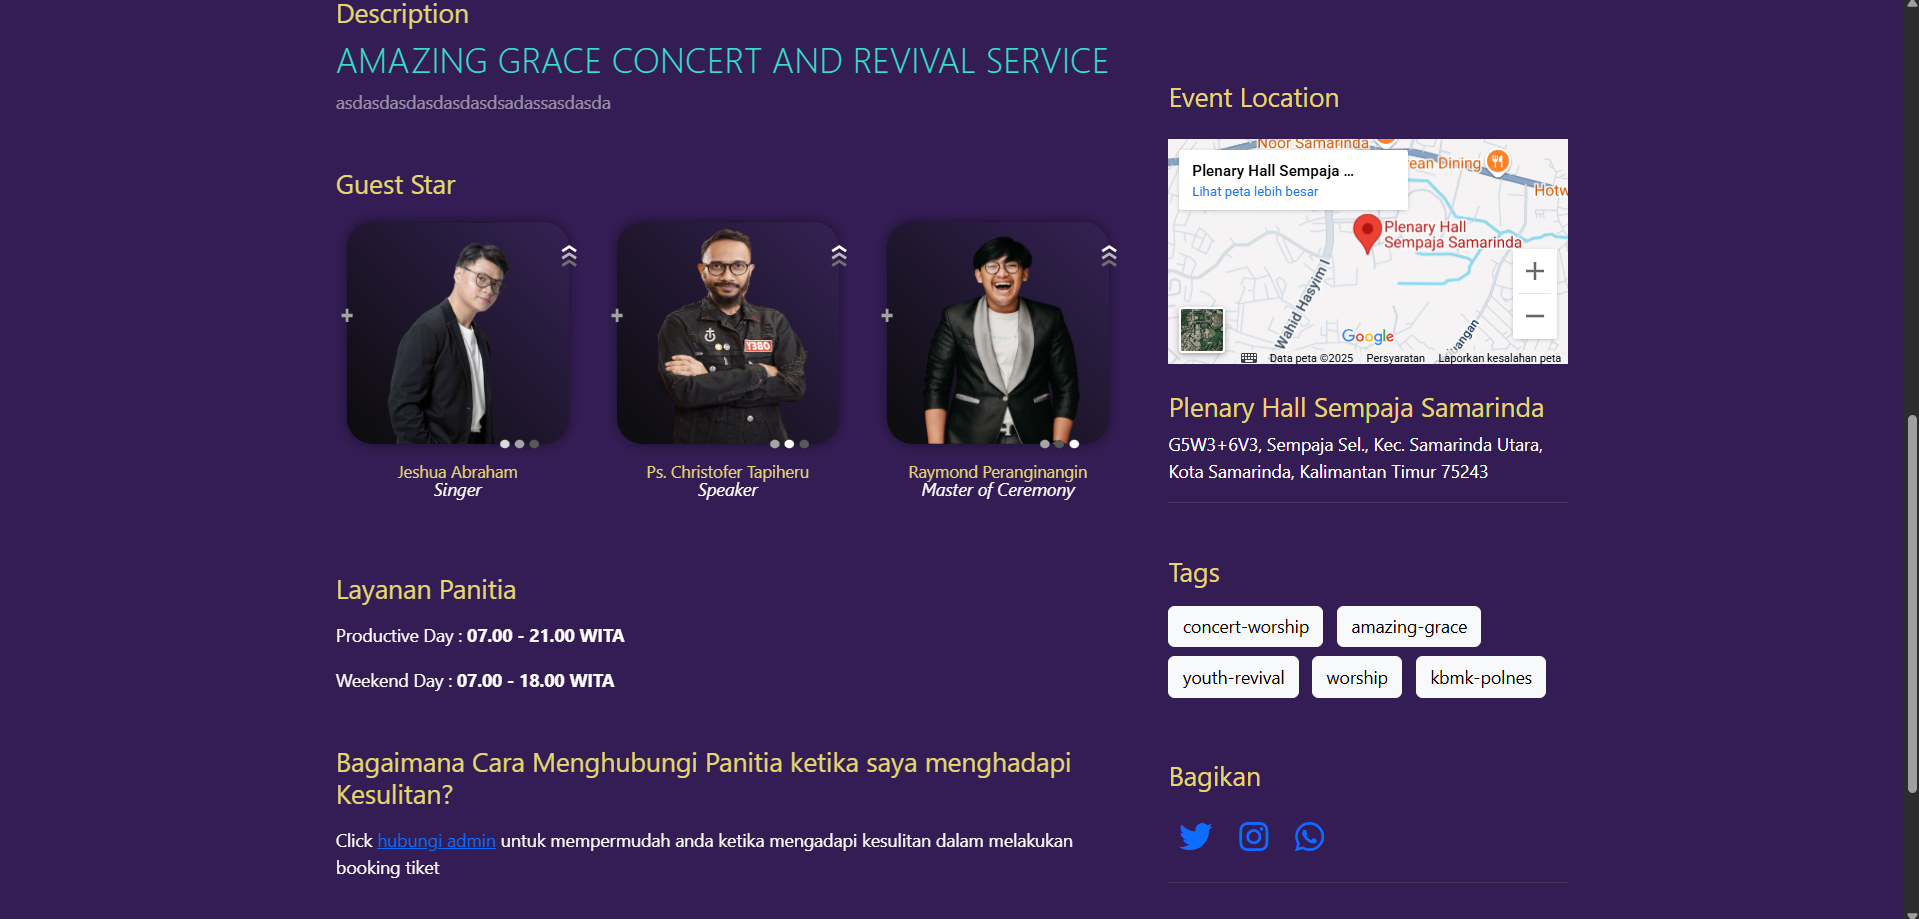 Description
AMAZING GRACE CONCERT AND REVIVAL SERVICE
asdasdasdasdasdasdsadassasdasda
Guest Star
OBEY
Jeshua Abraham
Singer
Ps. Christofer Tapiheru
Speaker
Raymond Peranginangin
Master of Ceremony
Layanan Panitia
Productive Day : 07.00 - 21.00 WITA
Weekend Day : 07.00 - 18.00 WITA
Bagaimana Cara Menghubungi Panitia ketika saya menghadapi
Kesulitan?
Click hubungi admin untuk mempermudah anda ketika mengadapi kesulitan dalam melakukan
booking tiket
Event Location
Noor Samarinda
rean Dining
Hotw
Plenary Hall Sempaja ...
Lihat peta lebih besar
Plenary Hall
Sempaja Samarinda
Wahid Hasyim I
Google
Data peta ©2025 Persyaratan Laporkan kesalahan peta
Plenary Hall Sempaja Samarinda
G5W3+6V3, Sempaja Sel., Kec. Samarinda Utara,
Kota Samarinda, Kalimantan Timur 75243
Tags
concert-worship amazing-grace
youth-revival worship kbmk-polnes
Bagikan